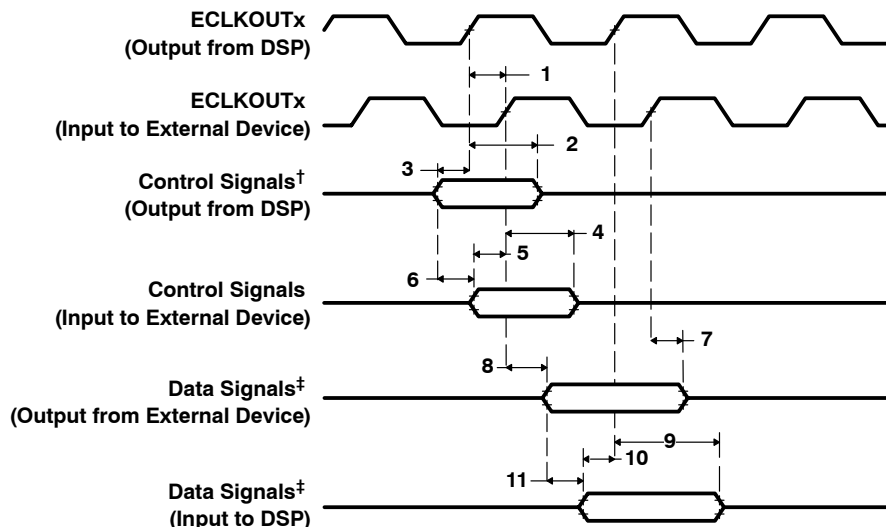 ECLKOUTx
(Output from DSP)
1
ECLKOUTx
(Input to External Device)
2
3
Control Signals†
(Output from DSP)
4
5
6
Control Signals
(Input to External Device)
7
8
Data Signals‡
(Output from External Device)
9
10
11
Data Signals‡
(Input to DSP)